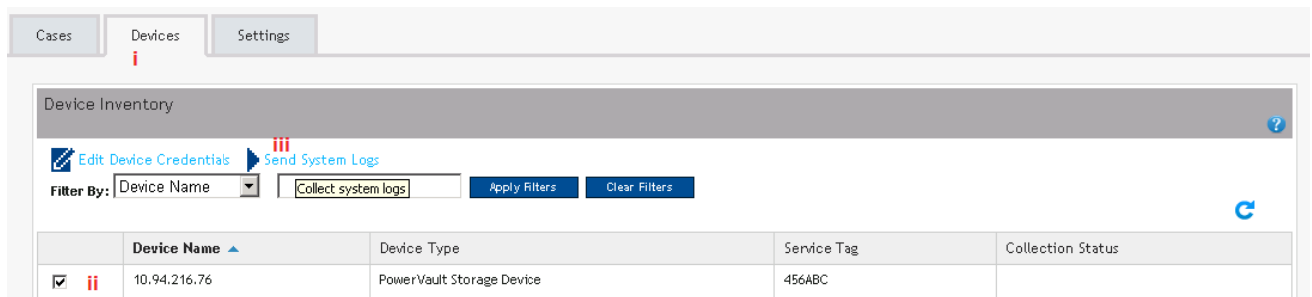 Cases Devices Settings
i
Device Inventory
?
iii
Edit Device Credentials Send System Logs
Filter By: Device Name Collect system logs Apply Filters Clear Filters
Device Name Device Type Service Tag Collection Status
ii 10.94.216.76 PowerVault Storage Device 456ABC